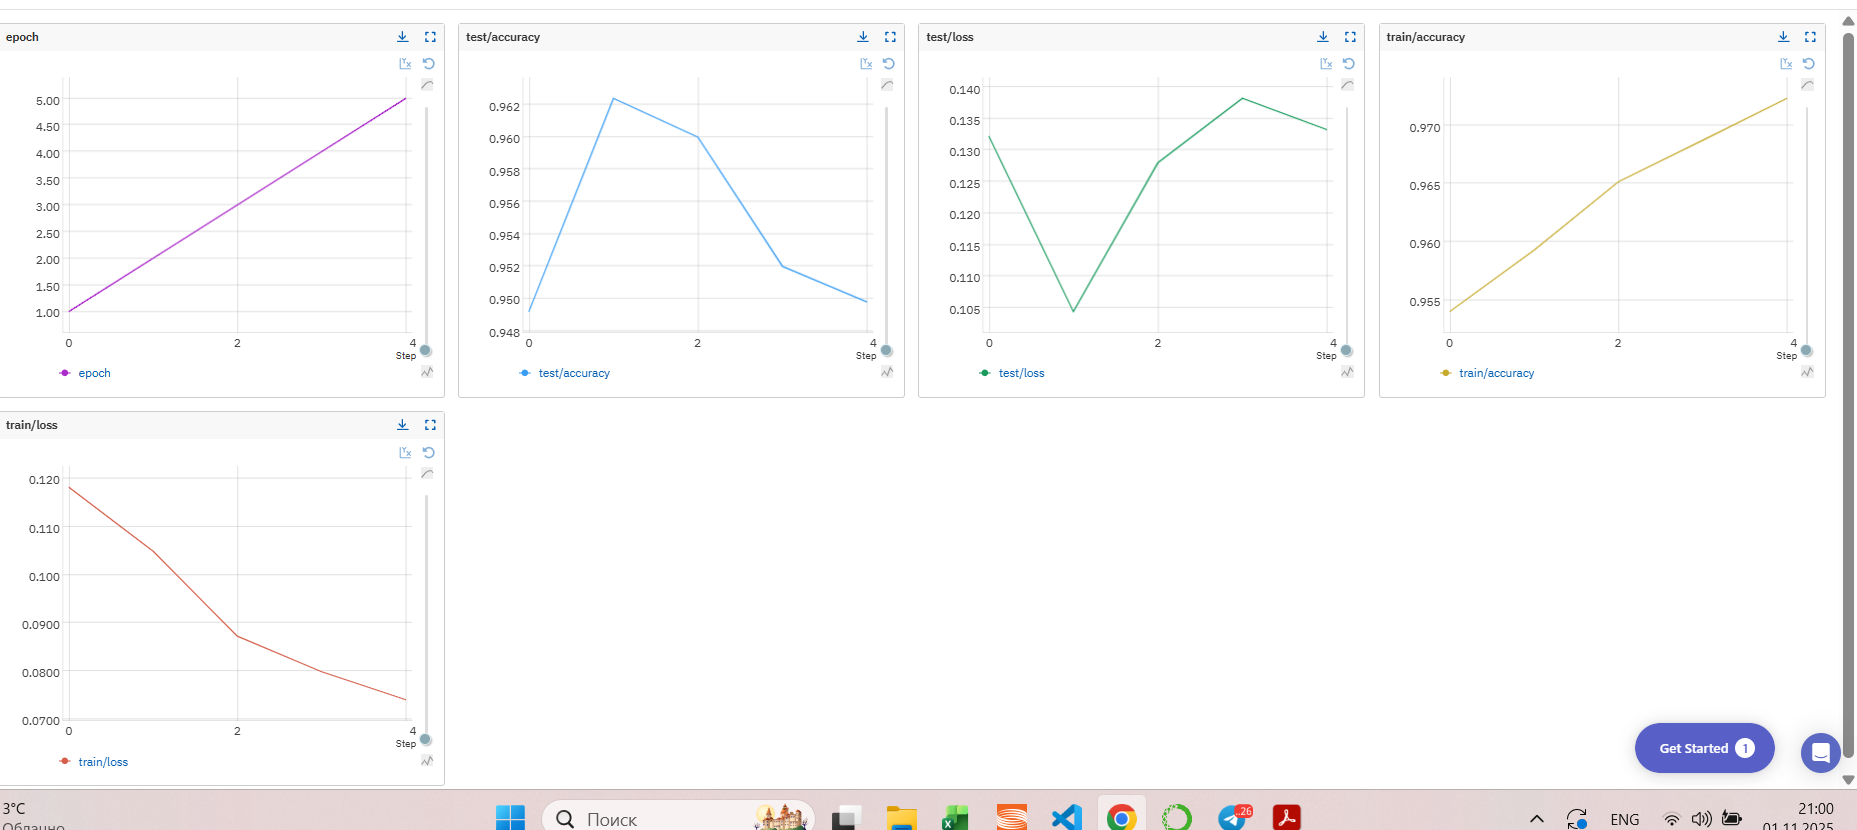 epoch
5.00
4.50
4.00
3.50
3.00
2.50
2.00
1.50
1.00
0 2 4
Step
epoch
test/accuracy
0.962
0.960
0.958
0.956
0.954
0.952
0.950
0.948
0 2 4
Step
test/accuracy
test/loss
0.140
0.135
0.130
0.125
0.120
0.115
0.110
0.105
0 2 4
Step
test/loss
train/accuracy
0.970
0.965
0.960
0.955
0 2 4
Step
train/accuracy
train/loss
0.120
0.110
0.100
0.0900
0.0800
0.0700
0 2 4
Step
train/loss
Get Started 1
3°C
Облачно
Поиск
26
ENG
21:00
01.11.2025